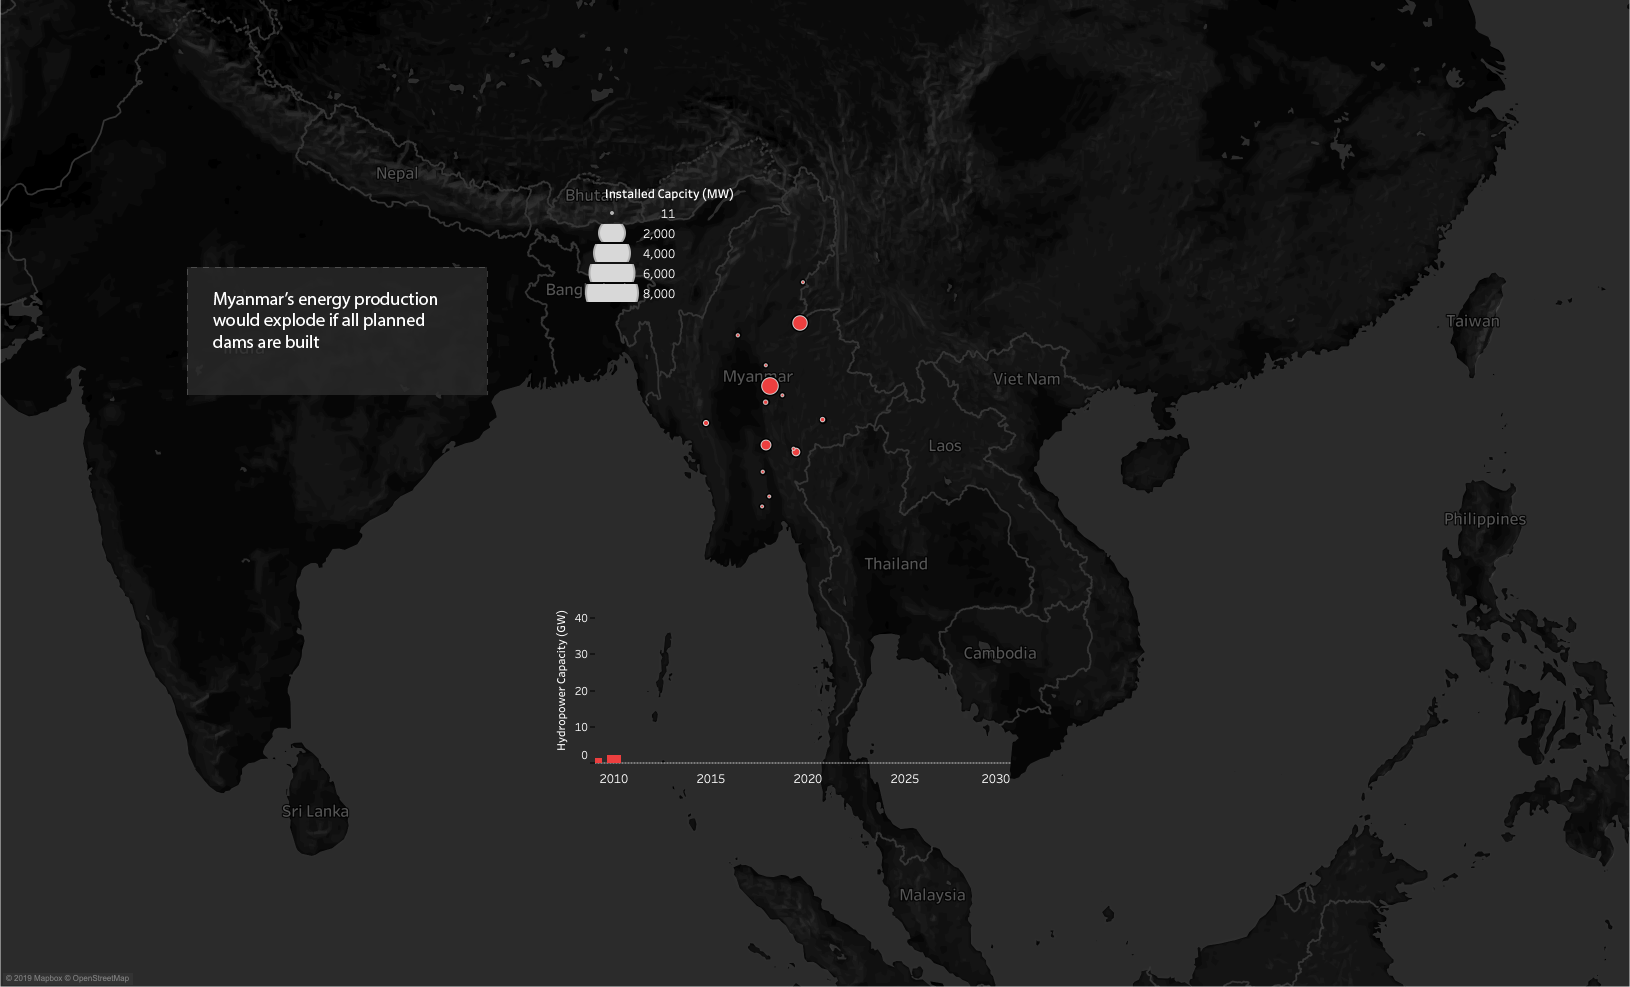 Nepal
Bhuta
Installed Capcity (MW)
11
2,000
4,000
6,000
8,000
Bang
Myanmar's energy production
would explode if all planned
dams are built
India
Taiwan
Myanmar
Viet Nam
Laos
Philippines
Thailand
Cambodia
Hydropower Capacity (GW)
40
30
20
10
0
2010
2015
2020
2025
2030
Sri Lanka
Malaysia
© 2019 Mapbox © OpenStreetMap